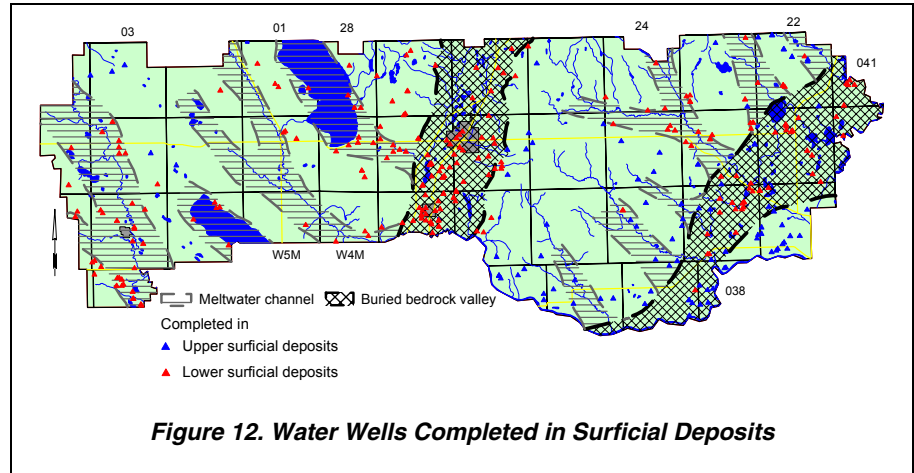 03
01
28
24
22
041
W5M
W4M
038
Meltwater channel
Buried bedrock valley
Completed in
Upper surficial deposits
Lower surficial deposits
Figure 12. Water Wells Completed in Surficial Deposits